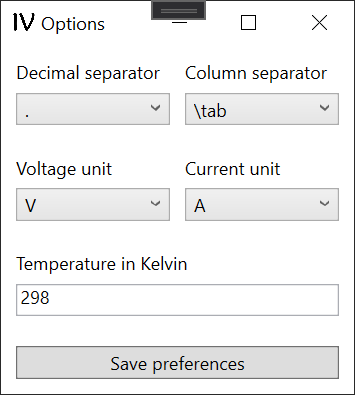 IV Options
Decimal separator Column separator
. \tab
Voltage unit Current unit
V A
Temperature in Kelvin
298
Save preferences